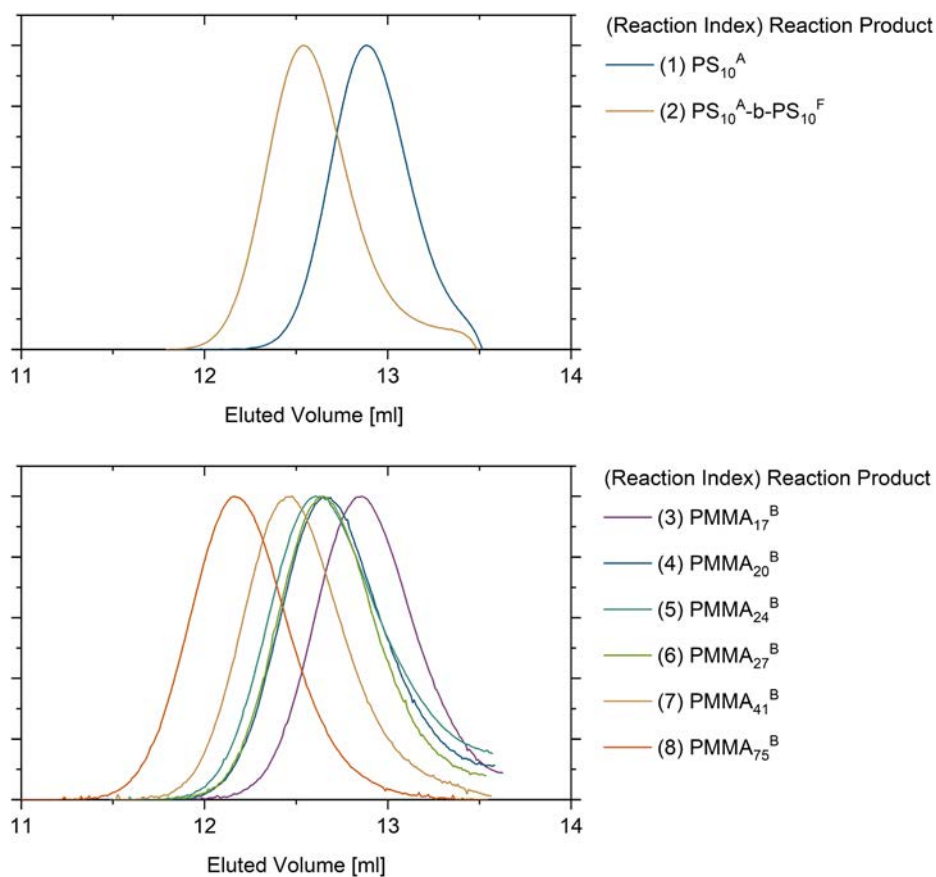 (Reaction Index) Reaction Product
(1) PS₁₀ᴬ
(2) PS₁₀ᴬ-b-PS₁₀ᶠ
11 12 13 14
Eluted Volume [ml]
(Reaction Index) Reaction Product
(3) PMMA₁₇ᴮ
(4) PMMA₂₀ᴮ
(5) PMMA₂₄ᴮ
(6) PMMA₂₇ᴮ
(7) PMMA₄₁ᴮ
(8) PMMA₇₅ᴮ
11 12 13 14
Eluted Volume [ml]